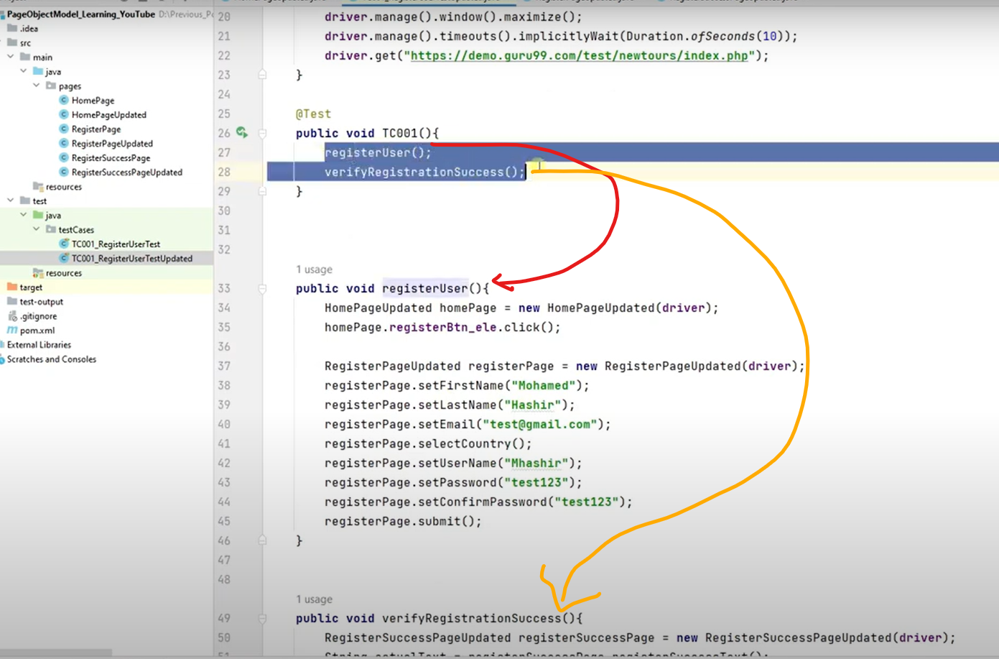 PageObjectModel_Learning_YouTube D:\Previous_Pc
.idea
src
main
java
pages
HomePage
HomePageUpdated
RegisterPage
RegisterPageUpdated
RegisterSuccessPage
RegisterSuccessPageUpdated
resources
test
java
testCases
TC001_RegisterUserTest
TC001_RegisterUserTestUpdated
resources
target
test-output
.gitignore
m pom.xml
External Libraries
Scratches and Consoles
20 driver.manage().window().maximize();
21 driver.manage().timeouts().implicitlyWait(Duration.ofSeconds(10));
22 driver.get("https://demo.guru99.com/test/newtours/index.php");
23 }
24
25 @Test
26 public void TC001(){
27 registerUser();
28 verifyRegistrationSuccess();
29 }
30
31
32
1 usage
33 public void registerUser(){
34 HomePageUpdated homePage = new HomePageUpdated(driver);
35 homePage.registerBtn_ele.click();
36
37 RegisterPageUpdated registerPage = new RegisterPageUpdated(driver);
38 registerPage.setFirstName("Mohamed");
39 registerPage.setLastName("Hashir");
40 registerPage.setEmail("test@gmail.com");
41 registerPage.selectCountry();
42 registerPage.setUserName("Mhashir");
43 registerPage.setPassword("test123");
44 registerPage.setConfirmPassword("test123");
45 registerPage.submit();
46 }
47
48
1 usage
49 public void verifyRegistrationSuccess(){
50 RegisterSuccessPageUpdated registerSuccessPage = new RegisterSuccessPageUpdated(driver);